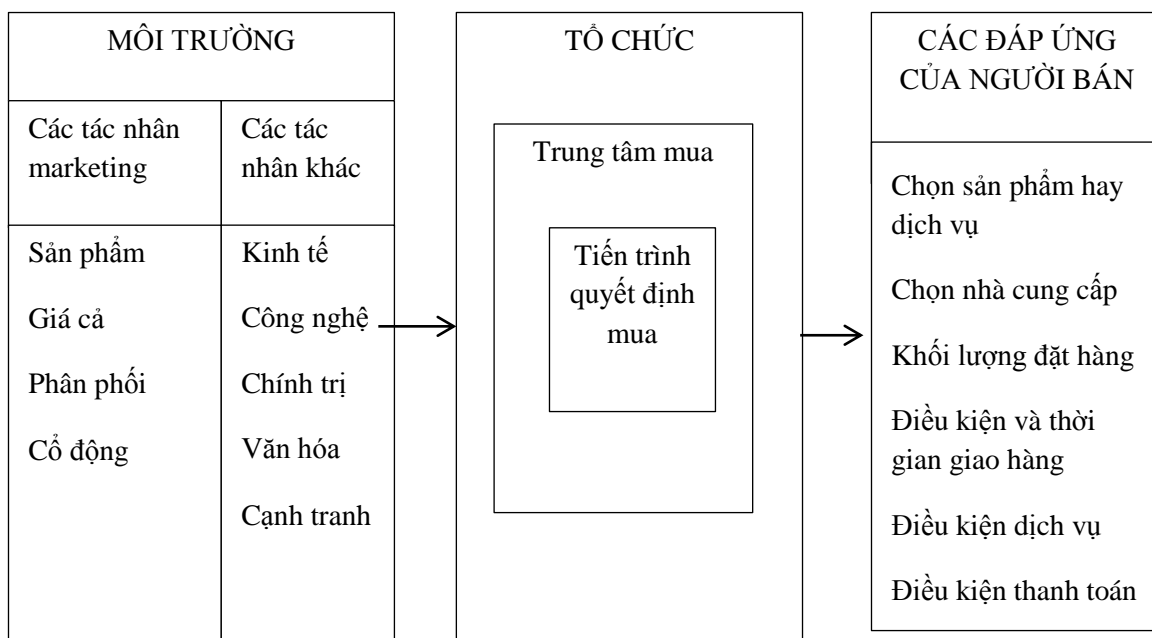 MÔI TRƯỜNG
Các tác nhân
marketing
Các tác
nhân khác
Sản phẩm
Giá cả
Phân phối
Cổ động
Kinh tế
Công nghệ
Chính trị
Văn hóa
Cạnh tranh
TỔ CHỨC
Trung tâm mua
Tiến trình
quyết định
mua
CÁC ĐÁP ỨNG
CỦA NGƯỜI BÁN
Chọn sản phẩm hay
dịch vụ
Chọn nhà cung cấp
Khối lượng đặt hàng
Điều kiện và thời
gian giao hàng
Điều kiện dịch vụ
Điều kiện thanh toán